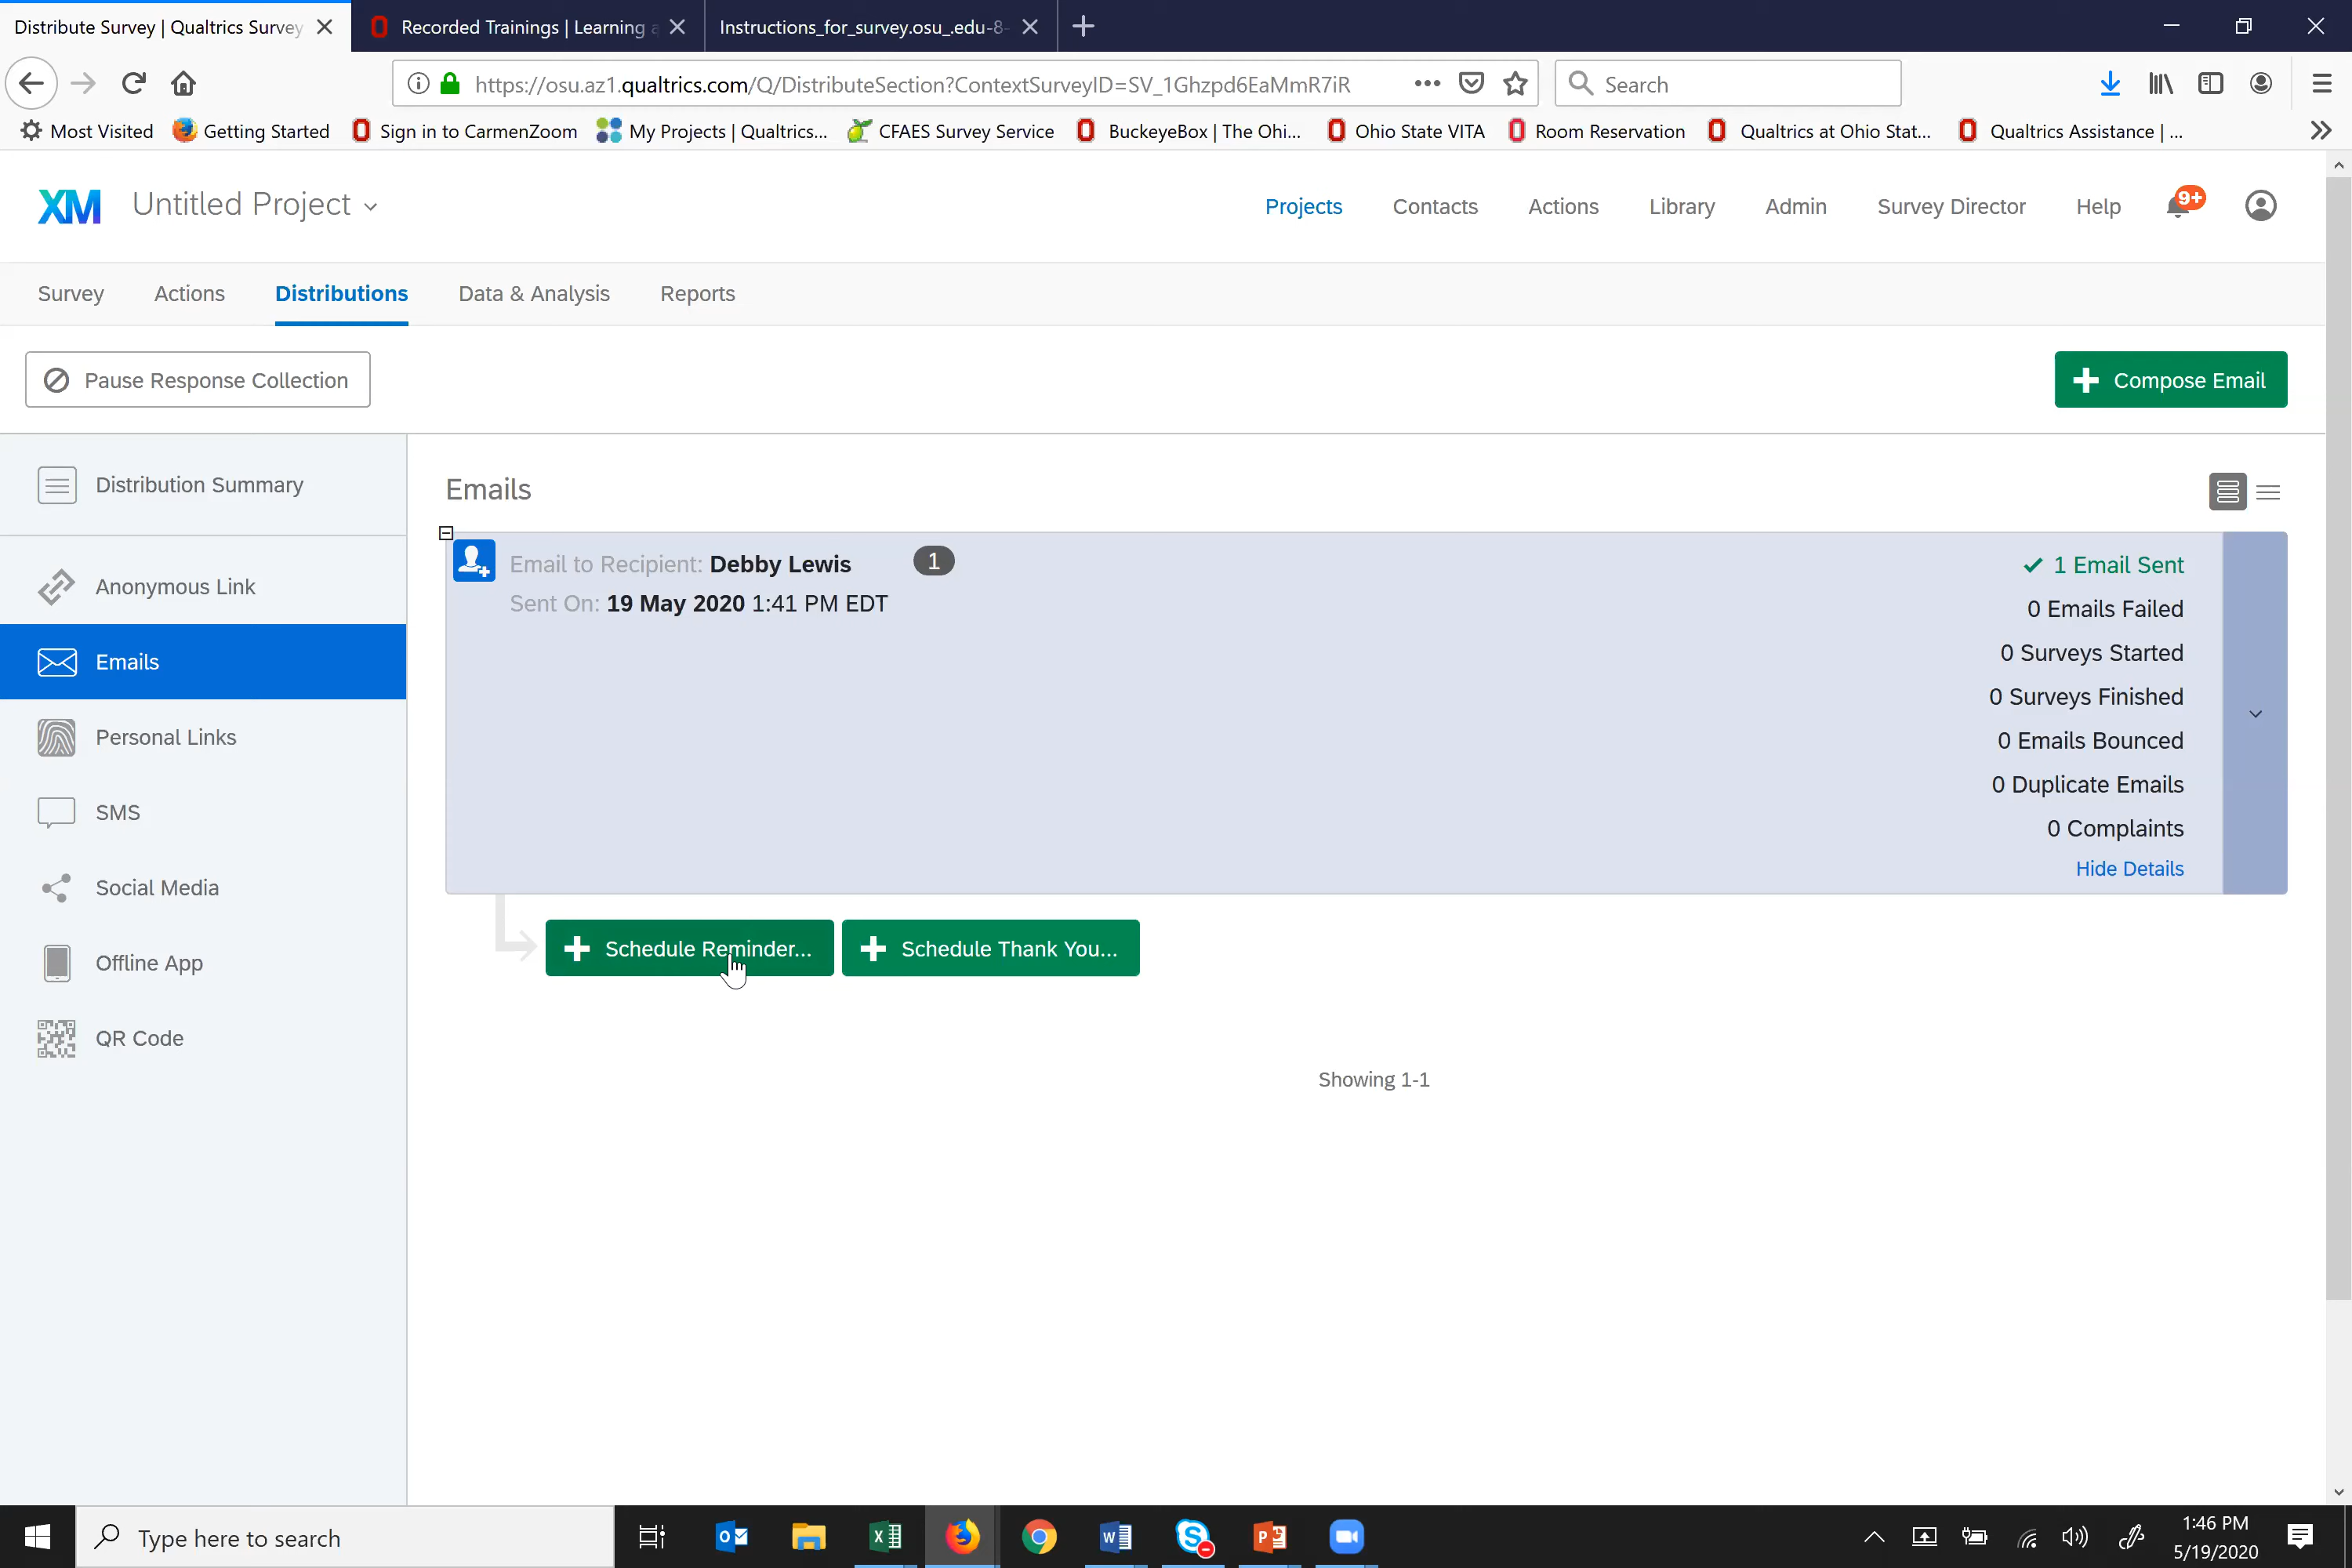 Distribute Survey | Qualtrics Survey
Recorded Trainings | Learning a
Instructions_for_survey.osu_.edu-8-
https://osu.az1.qualtrics.com/Q/DistributeSection?ContextSurveyID=SV_1Ghzpd6EaMmR7iR
Search
Most Visited
Getting Started
Sign in to CarmenZoom
My Projects | Qualtrics...
CFAES Survey Service
BuckeyeBox | The Ohi...
Ohio State VITA
Room Reservation
Qualtrics at Ohio Stat...
Qualtrics Assistance | ...
XM
Untitled Project
Projects
Contacts
Actions
Library
Admin
Survey Director
Help
9+
Survey
Actions
Distributions
Data & Analysis
Reports
Pause Response Collection
Compose Email
Distribution Summary
Anonymous Link
Emails
Personal Links
SMS
Social Media
Offline App
QR Code
Emails
Email to Recipient: Debby Lewis
1
Sent On: 19 May 2020 1:41 PM EDT
1 Email Sent
0 Emails Failed
0 Surveys Started
0 Surveys Finished
0 Emails Bounced
0 Duplicate Emails
0 Complaints
Hide Details
Schedule Reminder...
Schedule Thank You...
Showing 1-1
Type here to search
1:46 PM
5/19/2020